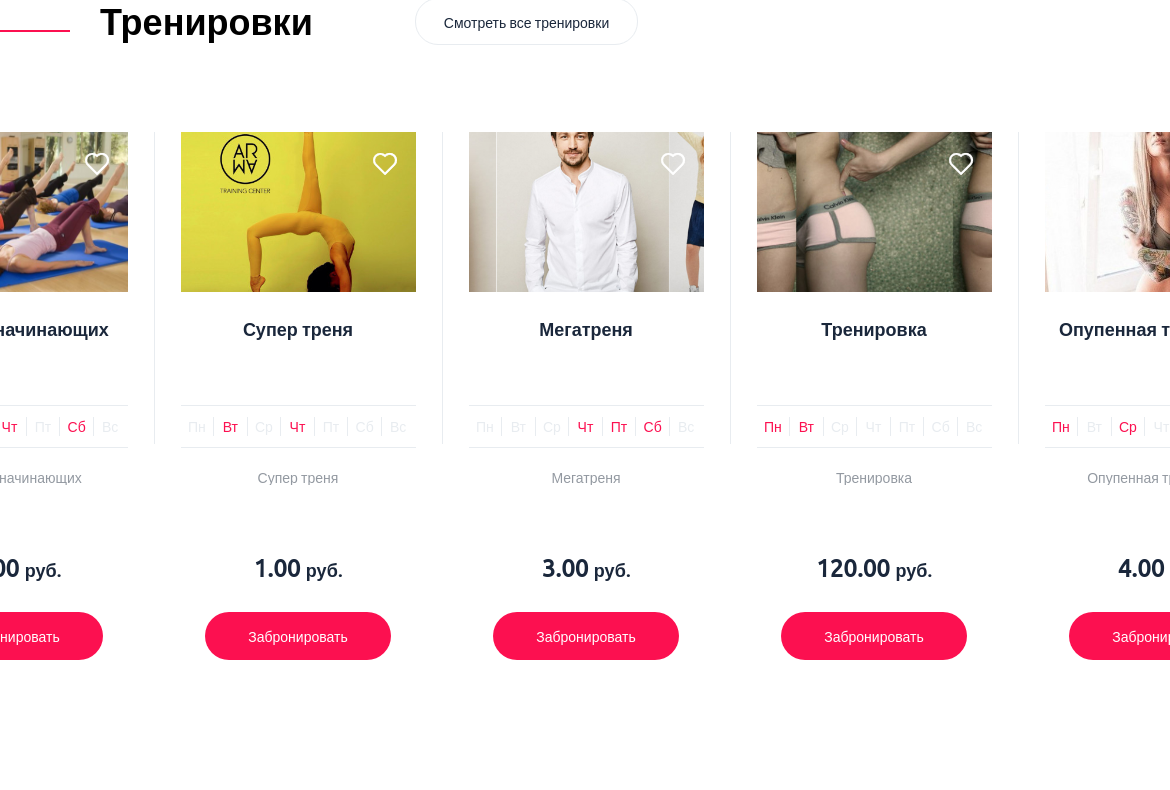 Тренировки
Смотреть все тренировки
TRAINING CENTER
Calvin Klein
начинающих
Супер треня
Мегатреня
Тренировка
Опупенная т
Чт Пт Сб Вс
Пн Вт Ср Чт Пт Сб Вс
Пн Вт Ср Чт Пт Сб Вс
Пн Вт Ср Чт Пт Сб Вс
Пн Вт Ср Чт
начинающих
Супер треня
Мегатреня
Тренировка
Опупенная тр
00 руб.
1.00 руб.
3.00 руб.
120.00 руб.
4.00
нировать
Забронировать
Забронировать
Забронировать
Заброни